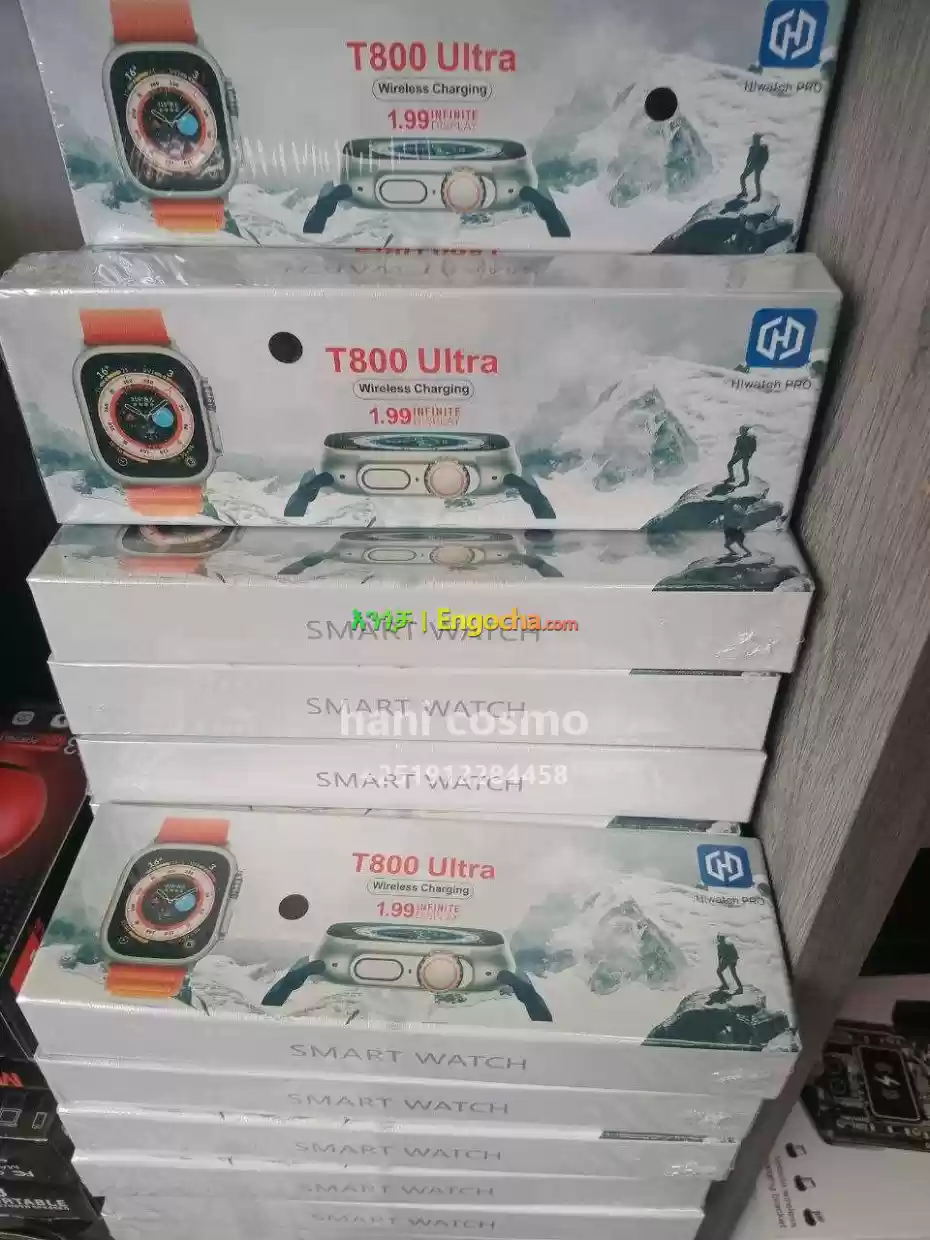 T800 Ultra
Wireless Charging
1.99 INFINITE DISPLAY
Hiwatch PRO
T800 Ultra
Wireless Charging
1.99 INFINITE DISPLAY
Hiwatch PRO
እንጎቻ | Engocha.com
SMART WATCH
SMART WATCH
hani cosmo
SMART WATCH
+251912284458
T800 Ultra
Wireless Charging
1.99 INFINITE DISPLAY
Hiwatch PRO
SMART WATCH
SMART WATCH
SMART WATCH
SMART WATCH
SMART WATCH